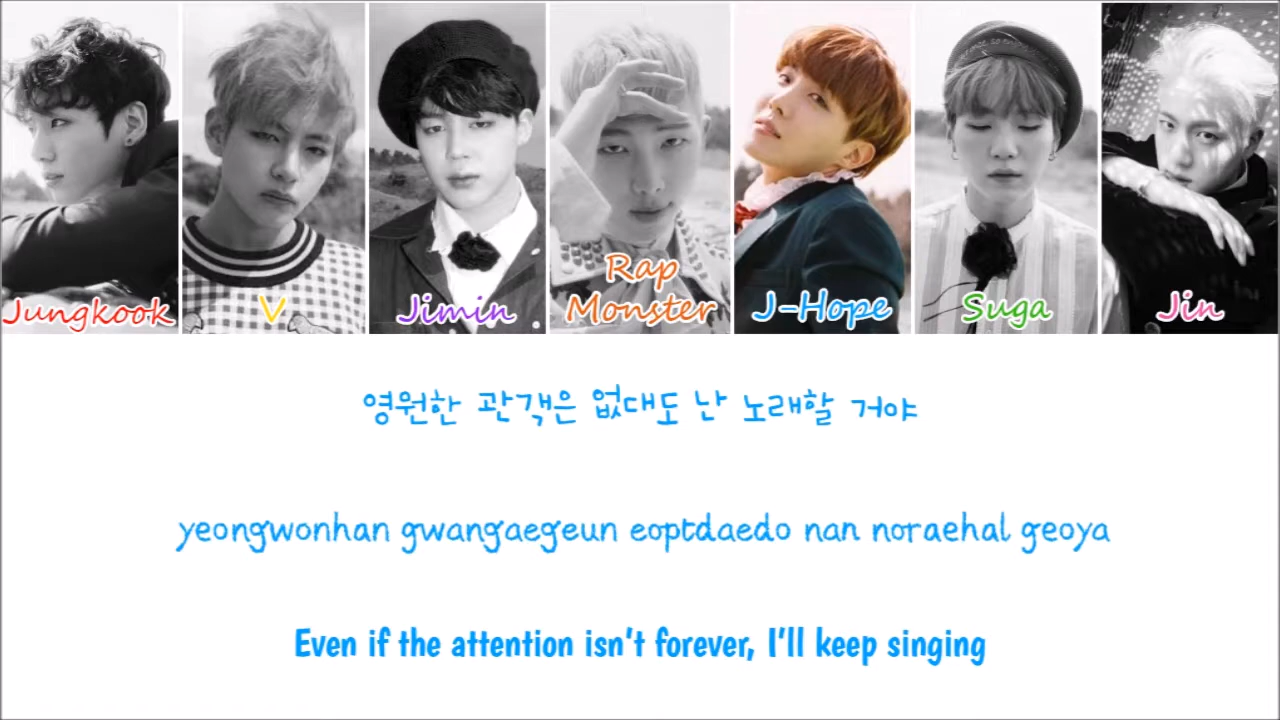 Jungkook
V
Jimin
Rap
Monster
J-Hope
Suga
Jin
영원한 관객은 없대도 난 노래할 거야
yeongwonhan gwangaegeun eoptdaedo nan noraehal geoya
Even if the attention isn't forever, I'll keep singing